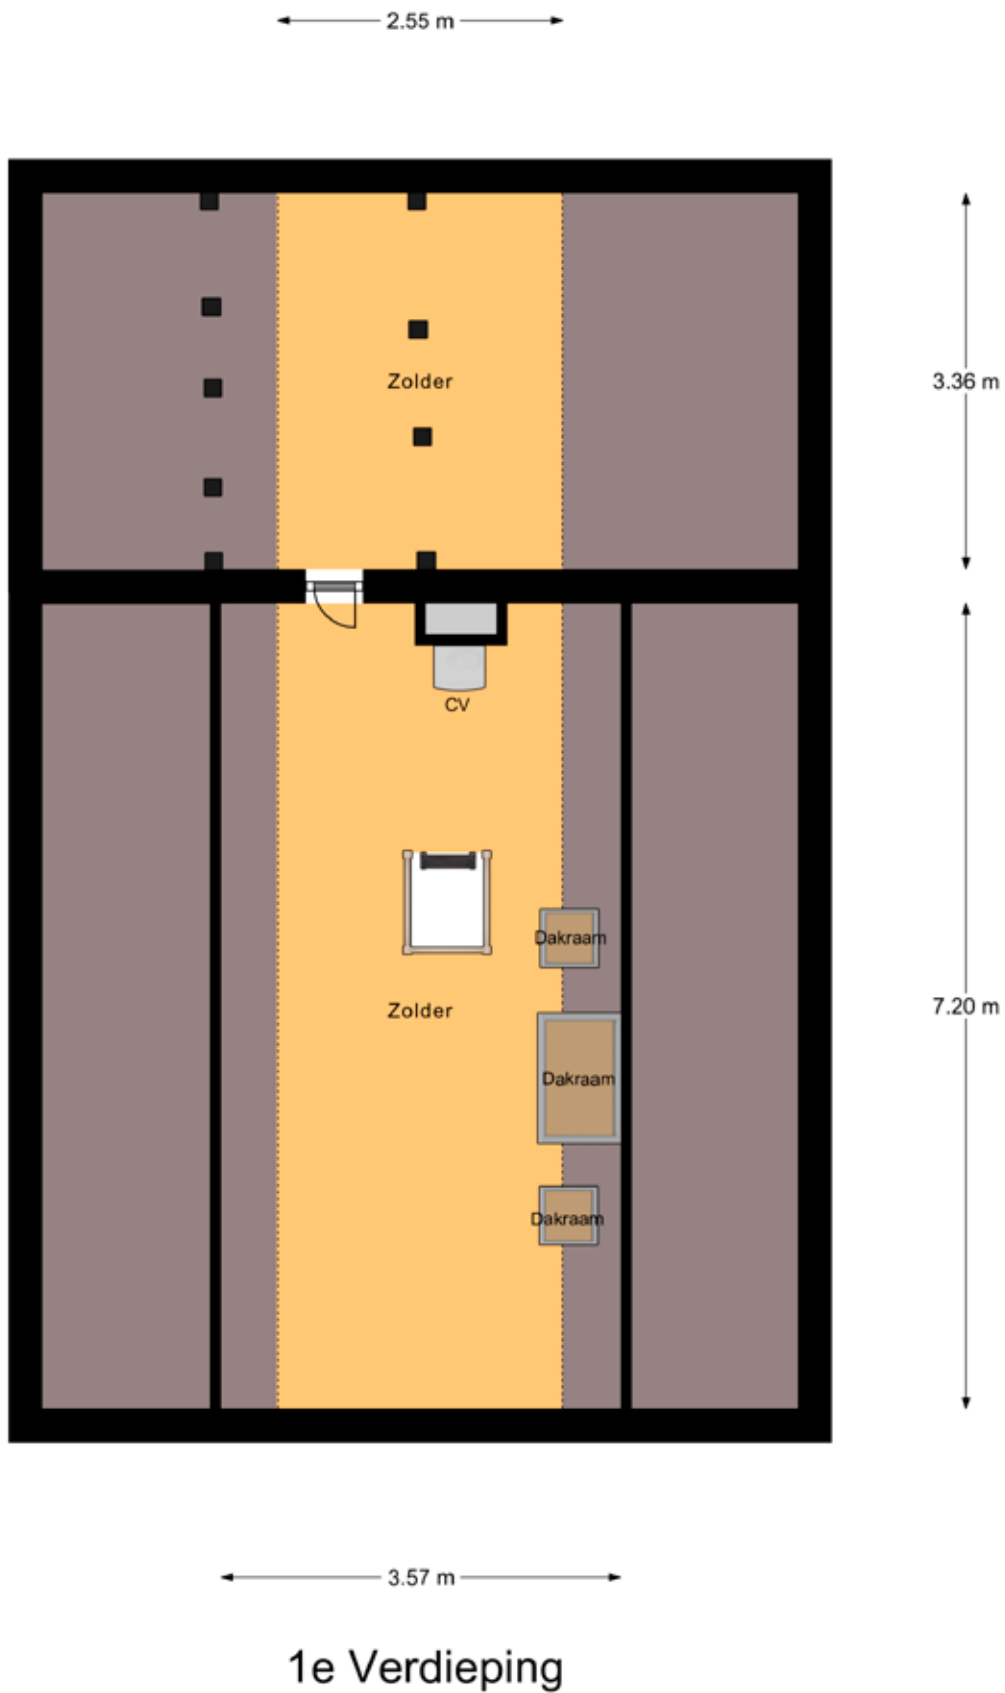 2.55 m
Zolder
3.36 m
CV
Dakraam
Zolder
7.20 m
Dakraam
Dakraam
3.57 m
1e Verdieping